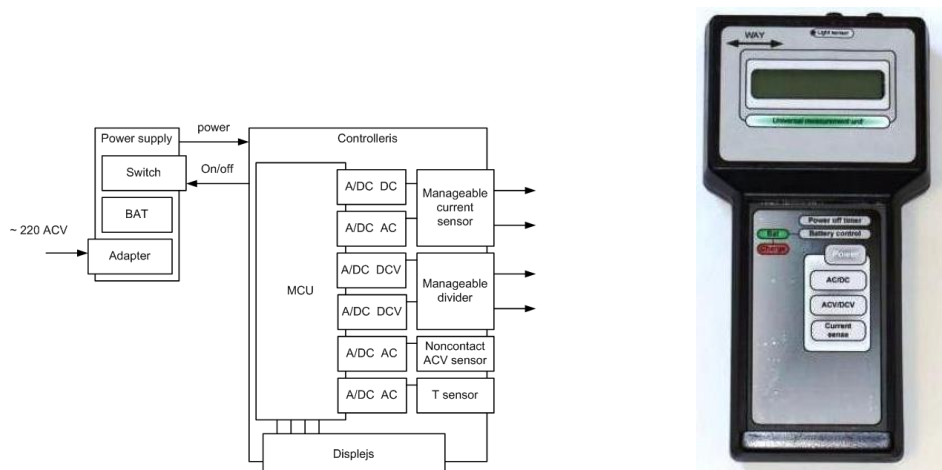 Power supply
power
Controlleris
Switch
On/off
BAT
~ 220 ACV
Adapter
MCU
A/DC DC
Manageable
current
sensor
A/DC AC
A/DC DCV
Manageable
divider
A/DC DCV
A/DC AC
Noncontact
ACV sensor
A/DC AC
T sensor
Displejs
WAY
Light sensor
Universal measurement unit
Power off timer
Bat
Battery control
Charge
Power
AC/DC
ACV/DCV
Current
sense